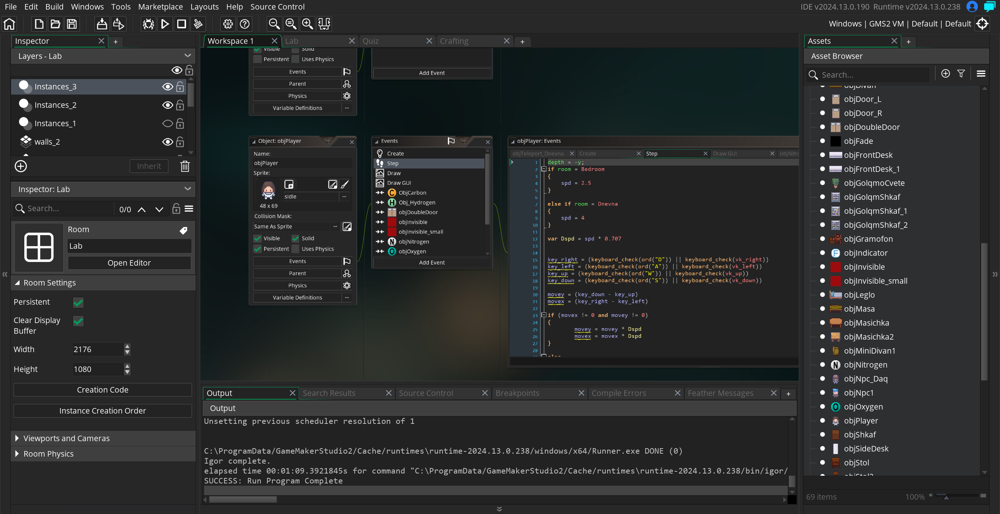 File Edit Build Windows Tools Marketplace Layouts Help Source Control
IDE v2024.13.0.190 Runtime v2024.13.0.238
Windows | GMS2 VM | Default | Default
Inspector
Layers - Lab
Instances_3
Instances_2
Instances_1
walls_2
Inherit
Inspector: Lab
Search...
0/0
Room
Lab
Open Editor
Room Settings
Persistent
Clear Display
Buffer
Width 2176
Height 1080
Creation Code
Instance Creation Order
Viewports and Cameras
Room Physics
Workspace 1 Lab Quiz Crafting
Visible Solid
Persistent Uses Physics
Events
Parent
Physics
Variable Definitions
Add Event
Object: objPlayer
Name:
objPlayer
Sprite:
sIdle
48 x 69
Collision Mask:
Same As Sprite
Visible Solid
Persistent Uses Physics
Events
Parent
Physics
Variable Definitions
Events
Create
Step
Draw
Draw GUI
C ObjCarbon
H Obj_Hydrogen
objDoubleDoor
objInvisible
objInvisible_small
N objNitrogen
O objOxygen
Add Event
objPlayer: Events
objTeleport_Dnevna Create Step Draw GUI objNitro
1 depth = -y;
2 if room = Bedroom
3 {
4 spd = 2.5
5 }
6
7 else if room = Dnevna
8 {
9 spd = 4
10 }
11
12 var Dspd = spd * 0.707
13
14
15 key_right = (keyboard_check(ord("D")) || keyboard_check(vk_right))
16 key_left = (keyboard_check(ord("A")) || keyboard_check(vk_left))
17 key_up = (keyboard_check(ord("W")) || keyboard_check(vk_up))
18 key_down = (keyboard_check(ord("S")) || keyboard_check(vk_down))
19
20 movey = (key_down - key_up)
21 movex = (key_right - key_left)
22
23 if (movex != 0 and movey != 0)
24 {
25 movey = movey * Dspd
26 movex = movex * Dspd
27 }
28
Output Search Results Source Control Breakpoints Compile Errors Feather Messages
Output
Unsetting previous scheduler resolution of 1
C:\ProgramData/GameMakerStudio2/Cache/runtimes\runtime-2024.13.0.238/windows/x64/Runner.exe DONE (0)
Igor complete.
elapsed time 00:01:09.3921845s for command "C:\ProgramData/GameMakerStudio2/Cache/runtimes\runtime-2024.13.0.238/bin/igor/
SUCCESS: Run Program Complete
Assets
Asset Browser
Search...
objDivan
objDoor_L
objDoor_R
objDoubleDoor
objFade
objFrontDesk
objFrontDesk_1
objGolqmoCvete
objGolqmShkaf
objGolqmShkaf_1
objGolqmShkaf_2
objGramofon
F objIndicator
objInvisible
objInvisible_small
objLeglo
objMasa
objMasichka
objMasichka2
objMiniDivan1
N objNitrogen
objNpc_Daq
objNpc1
O objOxygen
objPlayer
objShkaf
objSideDesk
objStol
69 items 100%